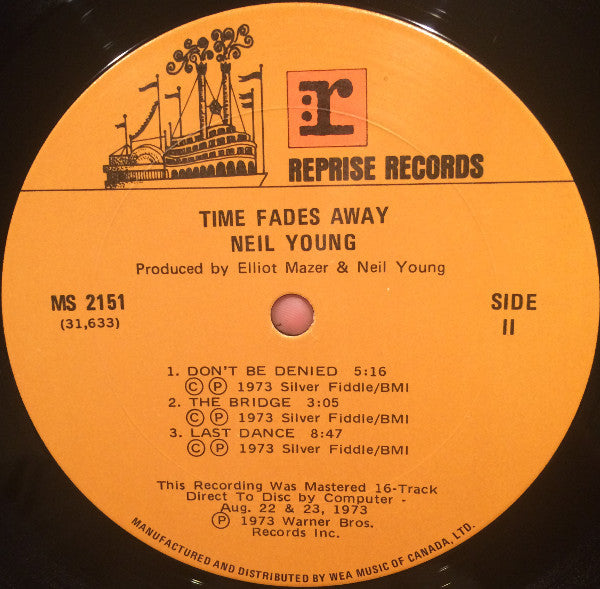 r
REPRISE RECORDS
TIME FADES AWAY
NEIL YOUNG
Produced by Elliot Mazer & Neil Young
MS 2151
(31,633)
SIDE
II
1. DON'T BE DENIED 5:16
Ⓒ Ⓟ 1973 Silver Fiddle/BMI
2. THE BRIDGE 3:05
Ⓒ Ⓟ 1973 Silver Fiddle/BMI
3. LAST DANCE 8:47
Ⓒ Ⓟ 1973 Silver Fiddle/BMI
This Recording Was Mastered 16-Track
Direct To Disc by Computer -
Aug. 22 & 23, 1973
Ⓟ 1973 Warner Bros.
Records Inc.
MANUFACTURED AND DISTRIBUTED BY WEA MUSIC OF CANADA, LTD.